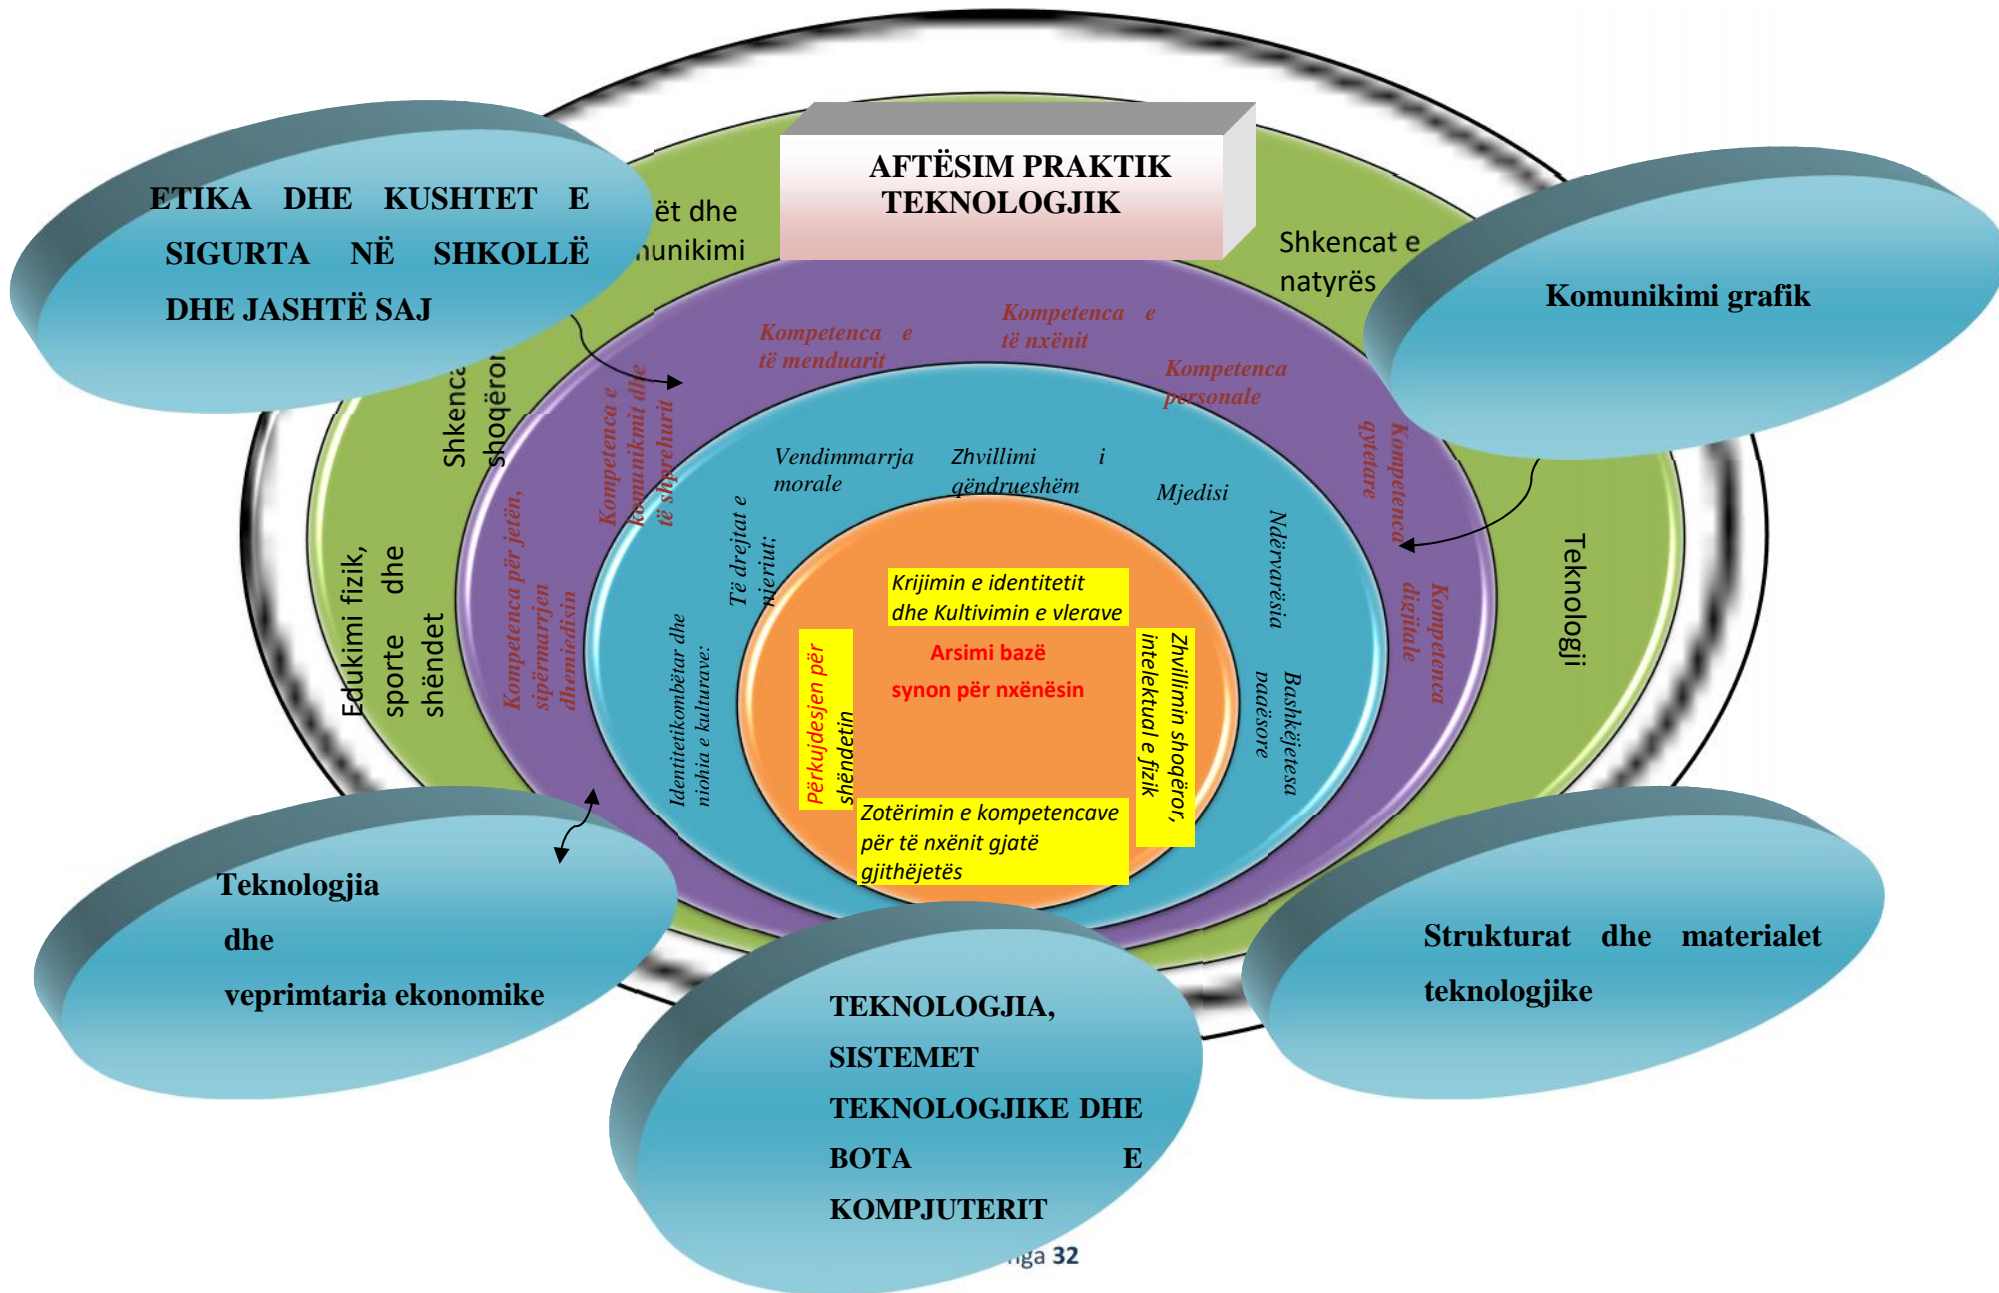 AFTËSIM PRAKTIK
TEKNOLOGJIK
ETIKA DHE KUSHTET E
SIGURTA NË SHKOLLË
DHE JASHTË SAJ
ët dhe
munikimi
Shkencat e
natyrës
Komunikimi grafik
Shkenca
shoqëror
Edukimi fizik,
sporte dhe
shëndet
Teknologji
Kompetenca e
të menduarit
Kompetenca e
të nxënit
Kompetenca
personale
Kompetenca e
komunikmit dhe
të shprehurit
Kompetenca për jetën,
sipërmarrjen
dhemjedisin
Kompetenca
qytetare
Kompetenca
digjitale
Vendimmarrja
morale
Zhvillimi i
qëndrueshëm
Mjedisi
Të drejtat e
njeriut;
Ndërvarësia
Identitetikombëtar dhe
njohja e kulturave:
Bashkëjetesa
paqësore
Krijimin e identitetit
dhe Kultivimin e vlerave
Arsimi bazë
synon për nxënësin
Përkujdesjen për
shëndetin
Zhvillimin shoqëror,
intelektual e fizik
Zotërimin e kompetencave
për të nxënit gjatë
gjithëjetës
Teknologjia
dhe
veprimtaria ekonomike
TEKNOLOGJIA,
SISTEMET
TEKNOLOGJIKE DHE
BOTA E
KOMPJUTERIT
Strukturat dhe materialet
teknologjike
nga 32